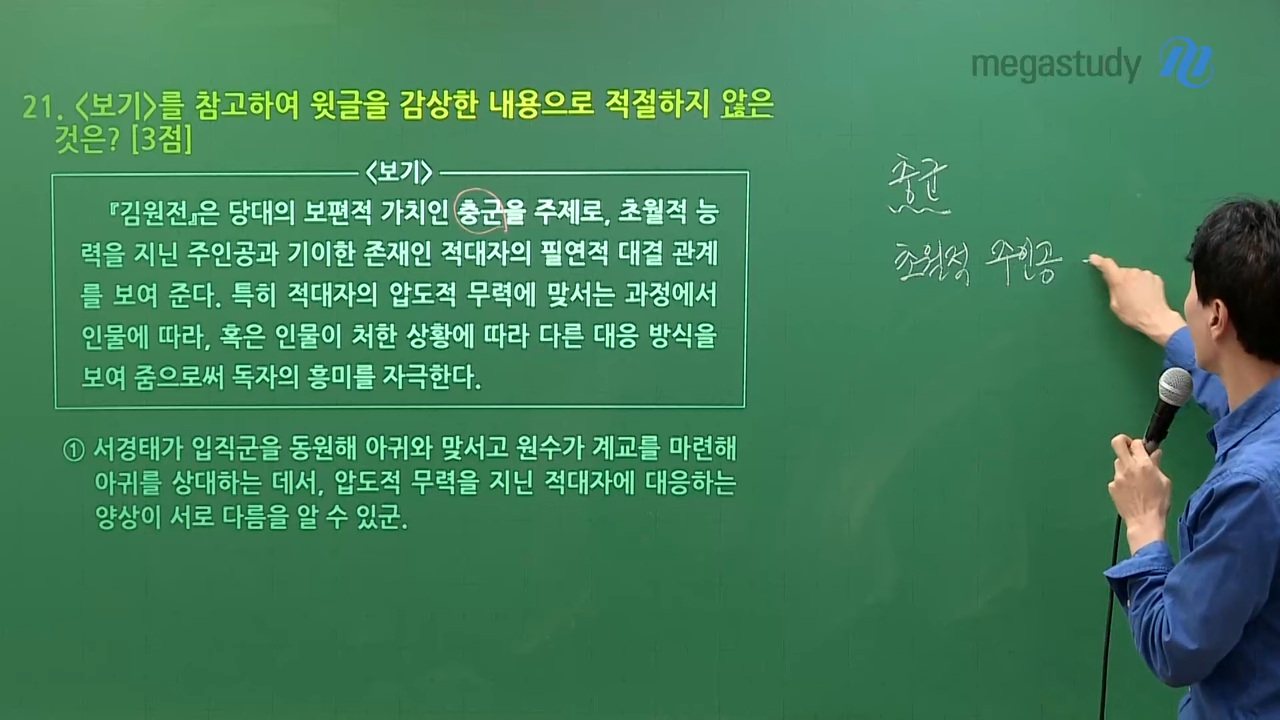 megastudy
21. <보기>를 참고하여 윗글을 감상한 내용으로 적절하지 않은
것은? [3점]
<보기>
『김원전』은 당대의 보편적 가치인 충군을 주제로, 초월적 능
력을 지닌 주인공과 기이한 존재인 적대자의 필연적 대결 관계
를 보여 준다. 특히 적대자의 압도적 무력에 맞서는 과정에서
인물에 따라, 혹은 인물이 처한 상황에 따라 다른 대응 방식을
보여 줌으로써 독자의 흥미를 자극한다.
① 서경태가 입직군을 동원해 아귀와 맞서고 원수가 계교를 마련해
아귀를 상대하는 데서, 압도적 무력을 지닌 적대자에 대응하는
양상이 서로 다름을 알 수 있군.
충군
초월적 주인공